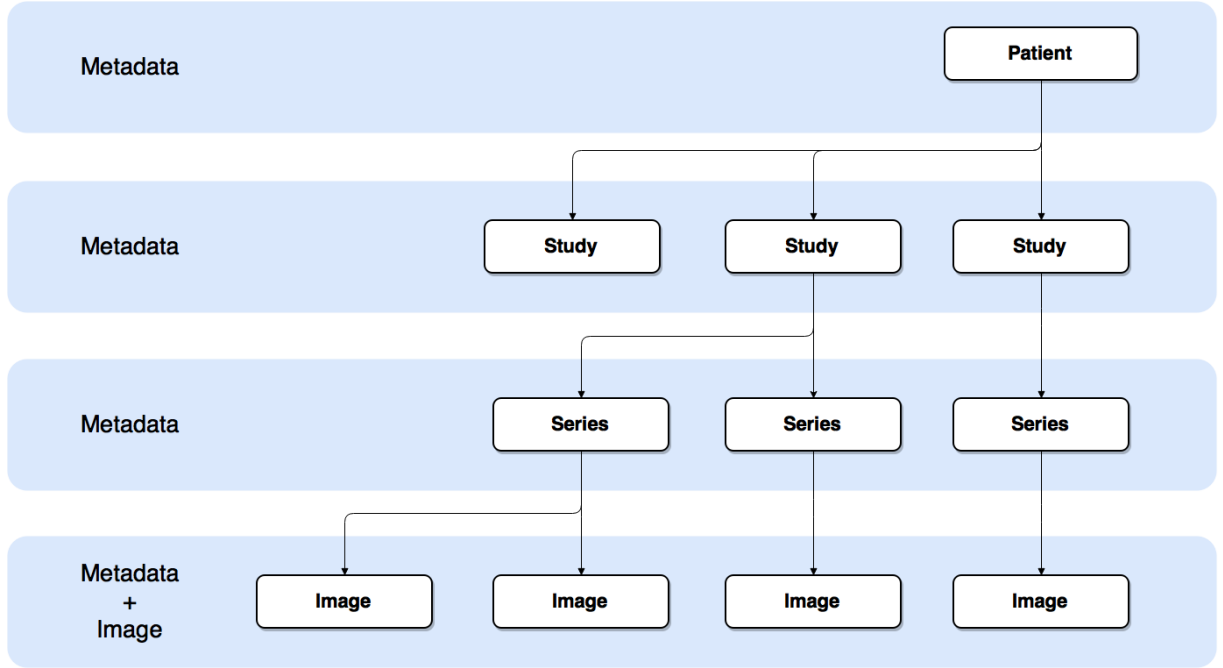 Metadata
Patient
Metadata
Study
Study
Study
Metadata
Series
Series
Series
Metadata
+
Image
Image
Image
Image
Image